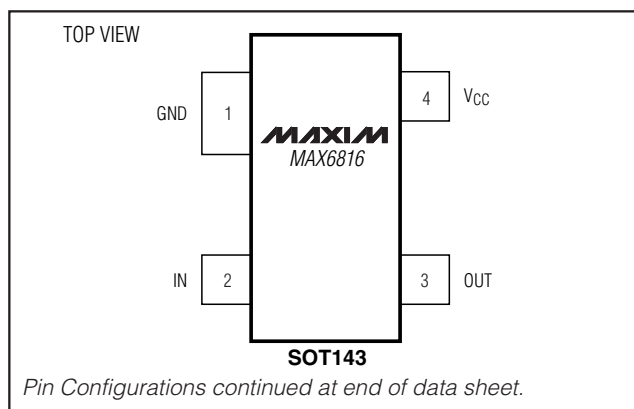 TOP VIEW
GND 1
4 VCC
MAXIM
MAX6816
IN 2
3 OUT
SOT143
Pin Configurations continued at end of data sheet.